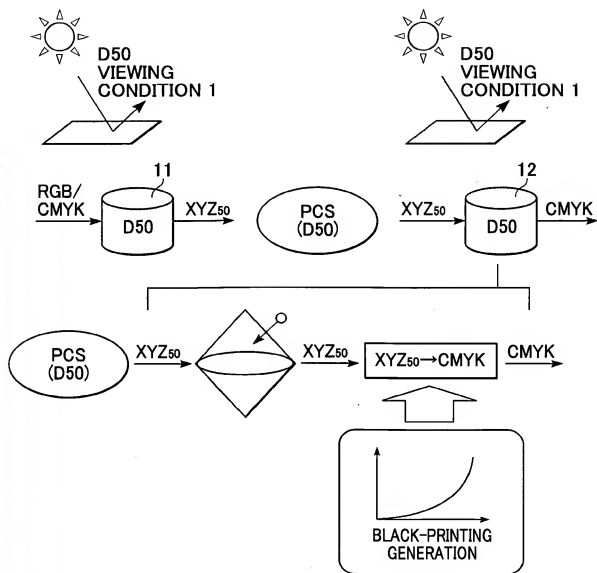 D50
VIEWING
CONDITION 1
D50
VIEWING
CONDITION 1
RGB/
CMYK
11
D50
XYZ50
PCS
(D50)
XYZ50
12
D50
CMYK
PCS
(D50)
XYZ50
XYZ50
XYZ50→CMYK
CMYK
BLACK-PRINTING
GENERATION